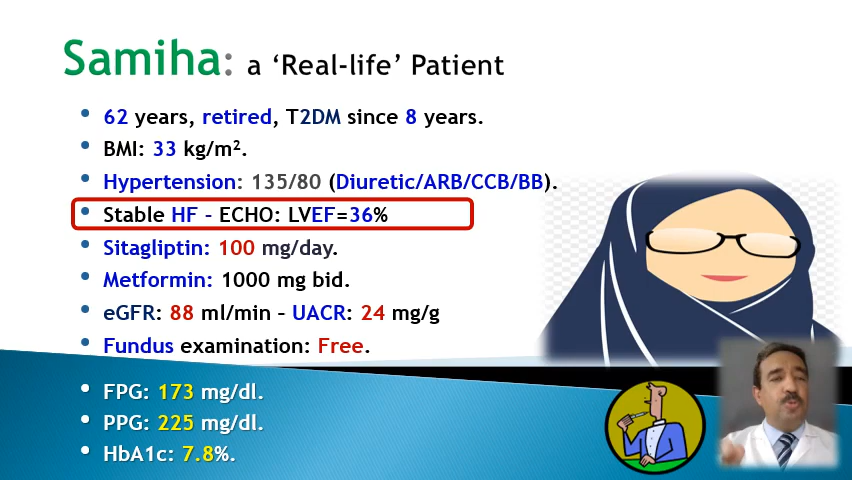 Samiha: a ‘Real-life’ Patient
• 62 years, retired, T2DM since 8 years.
• BMI: 33 kg/m².
• Hypertension: 135/80 (Diuretic/ARB/CCB/BB).
• Stable HF – ECHO: LVEF=36%
• Sitagliptin: 100 mg/day.
• Metformin: 1000 mg bid.
• eGFR: 88 ml/min – UACR: 24 mg/g
• Fundus examination: Free.
• FPG: 173 mg/dl.
• PPG: 225 mg/dl.
• HbA1c: 7.8%.